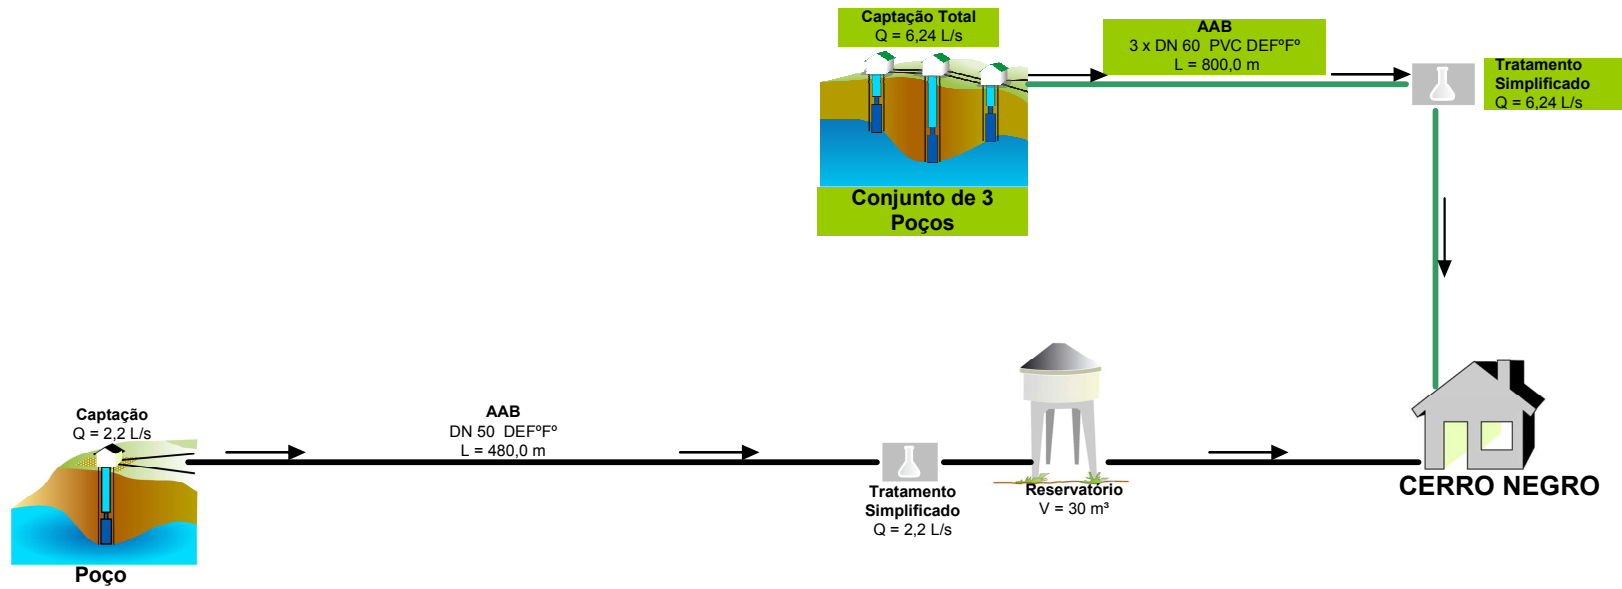 Captação Total
Q = 6,24 L/s
AAB
3 x DN 60 PVC DEFºFº
L = 800,0 m
Tratamento
Simplificado
Q = 6,24 L/s
Conjunto de 3
Poços
Captação
Q = 2,2 L/s
AAB
DN 50 DEFºFº
L = 480,0 m
Tratamento
Simplificado
Q = 2,2 L/s
Reservatório
V = 30 m³
CERRO NEGRO
Poço